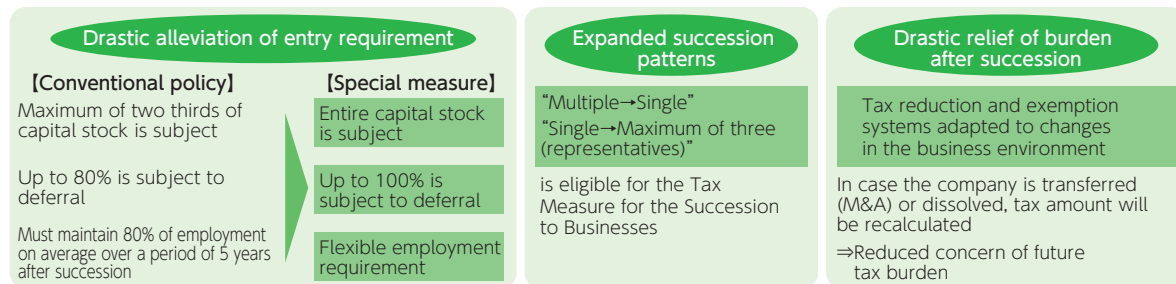 Drastic alleviation of entry requirement
【Conventional policy】
Maximum of two thirds of
capital stock is subject
Up to 80% is subject to
deferral
Must maintain 80% of employment
on average over a period of 5 years
after succession
【Special measure】
Entire capital stock
is subject
Up to 100% is
subject to deferral
Flexible employment
requirement
Expanded succession
patterns
“Multiple→Single”
“Single→Maximum of three
(representatives)”
is eligible for the Tax
Measure for the Succession
to Businesses
Drastic relief of burden
after succession
Tax reduction and exemption
systems adapted to changes
in the business environment
In case the company is transferred
(M&A) or dissolved, tax amount will
be recalculated
⇒Reduced concern of future
tax burden